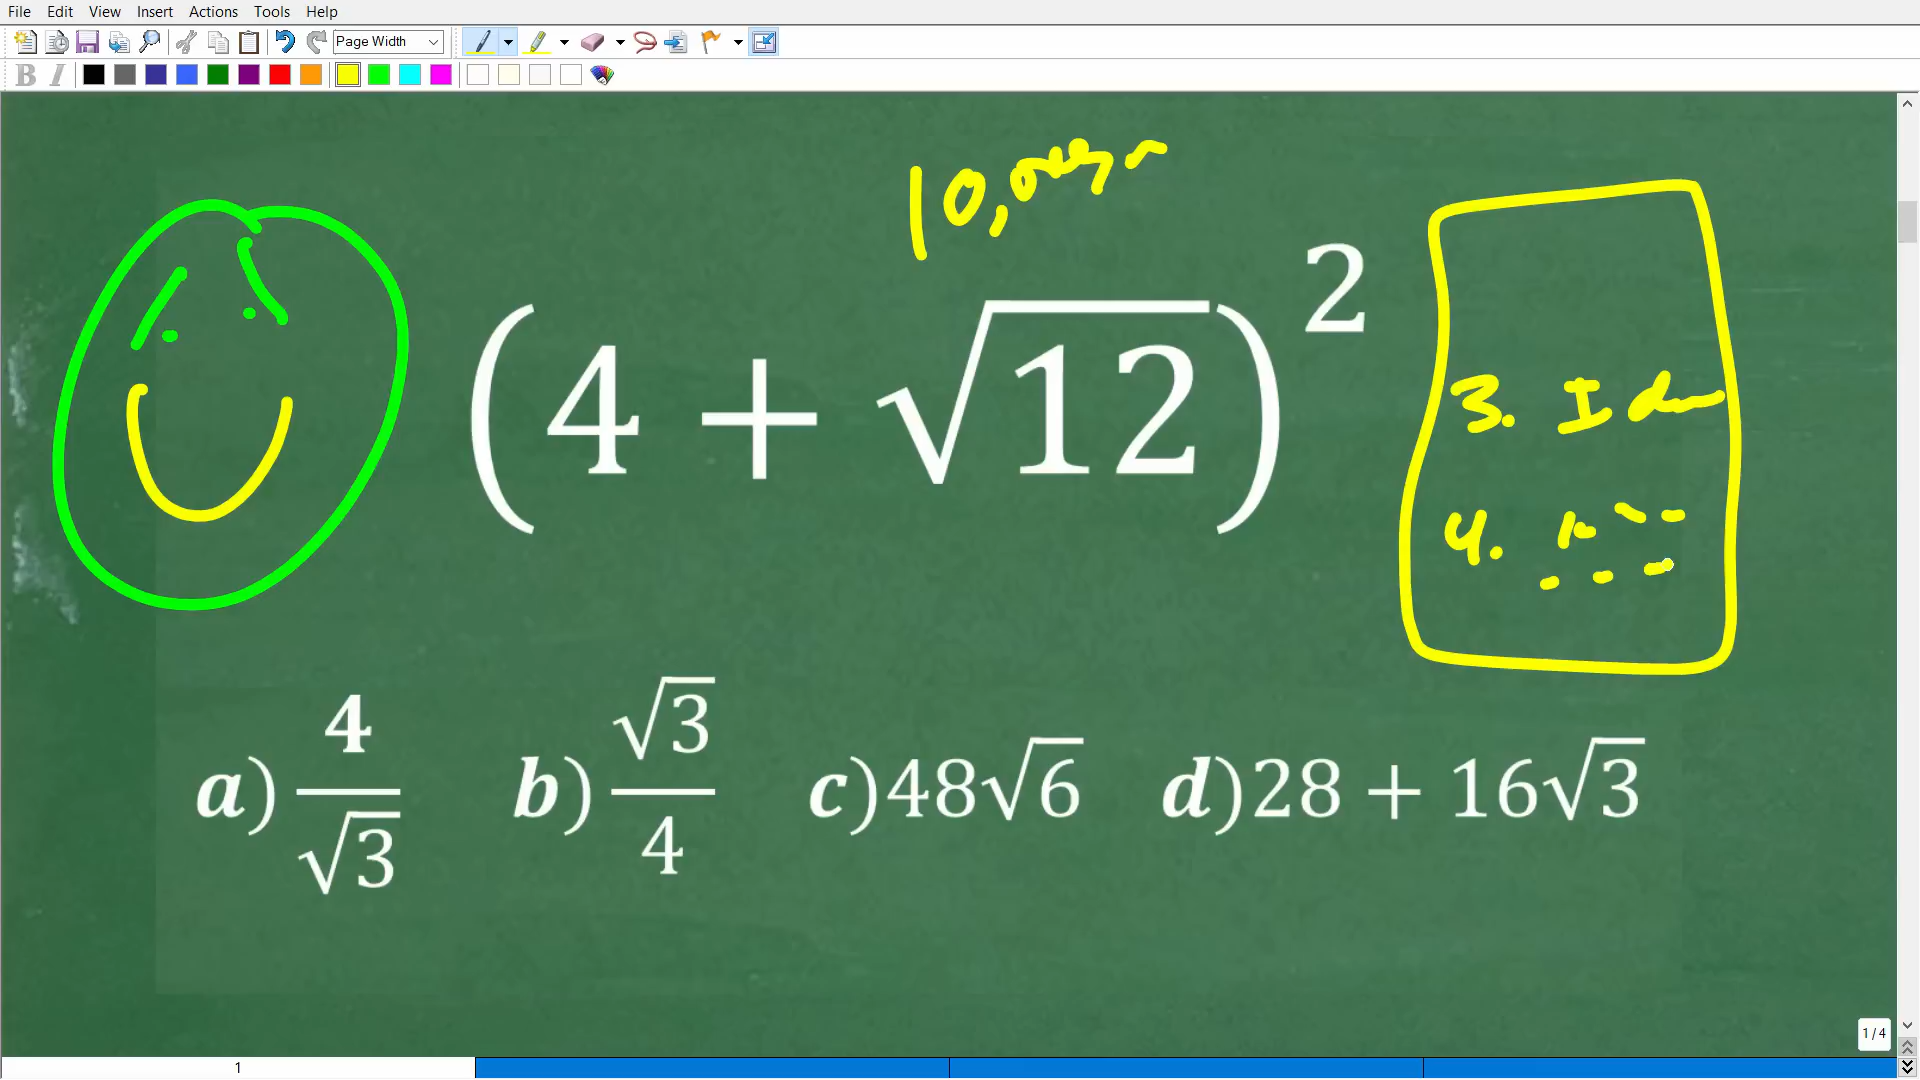 File Edit View Insert Actions Tools Help
Page Width
B I
10,
(4 + √12)²
3. I
4.
a) 4/√3 b) √3/4 c) 48√6 d) 28 + 16√3
1 / 4
1